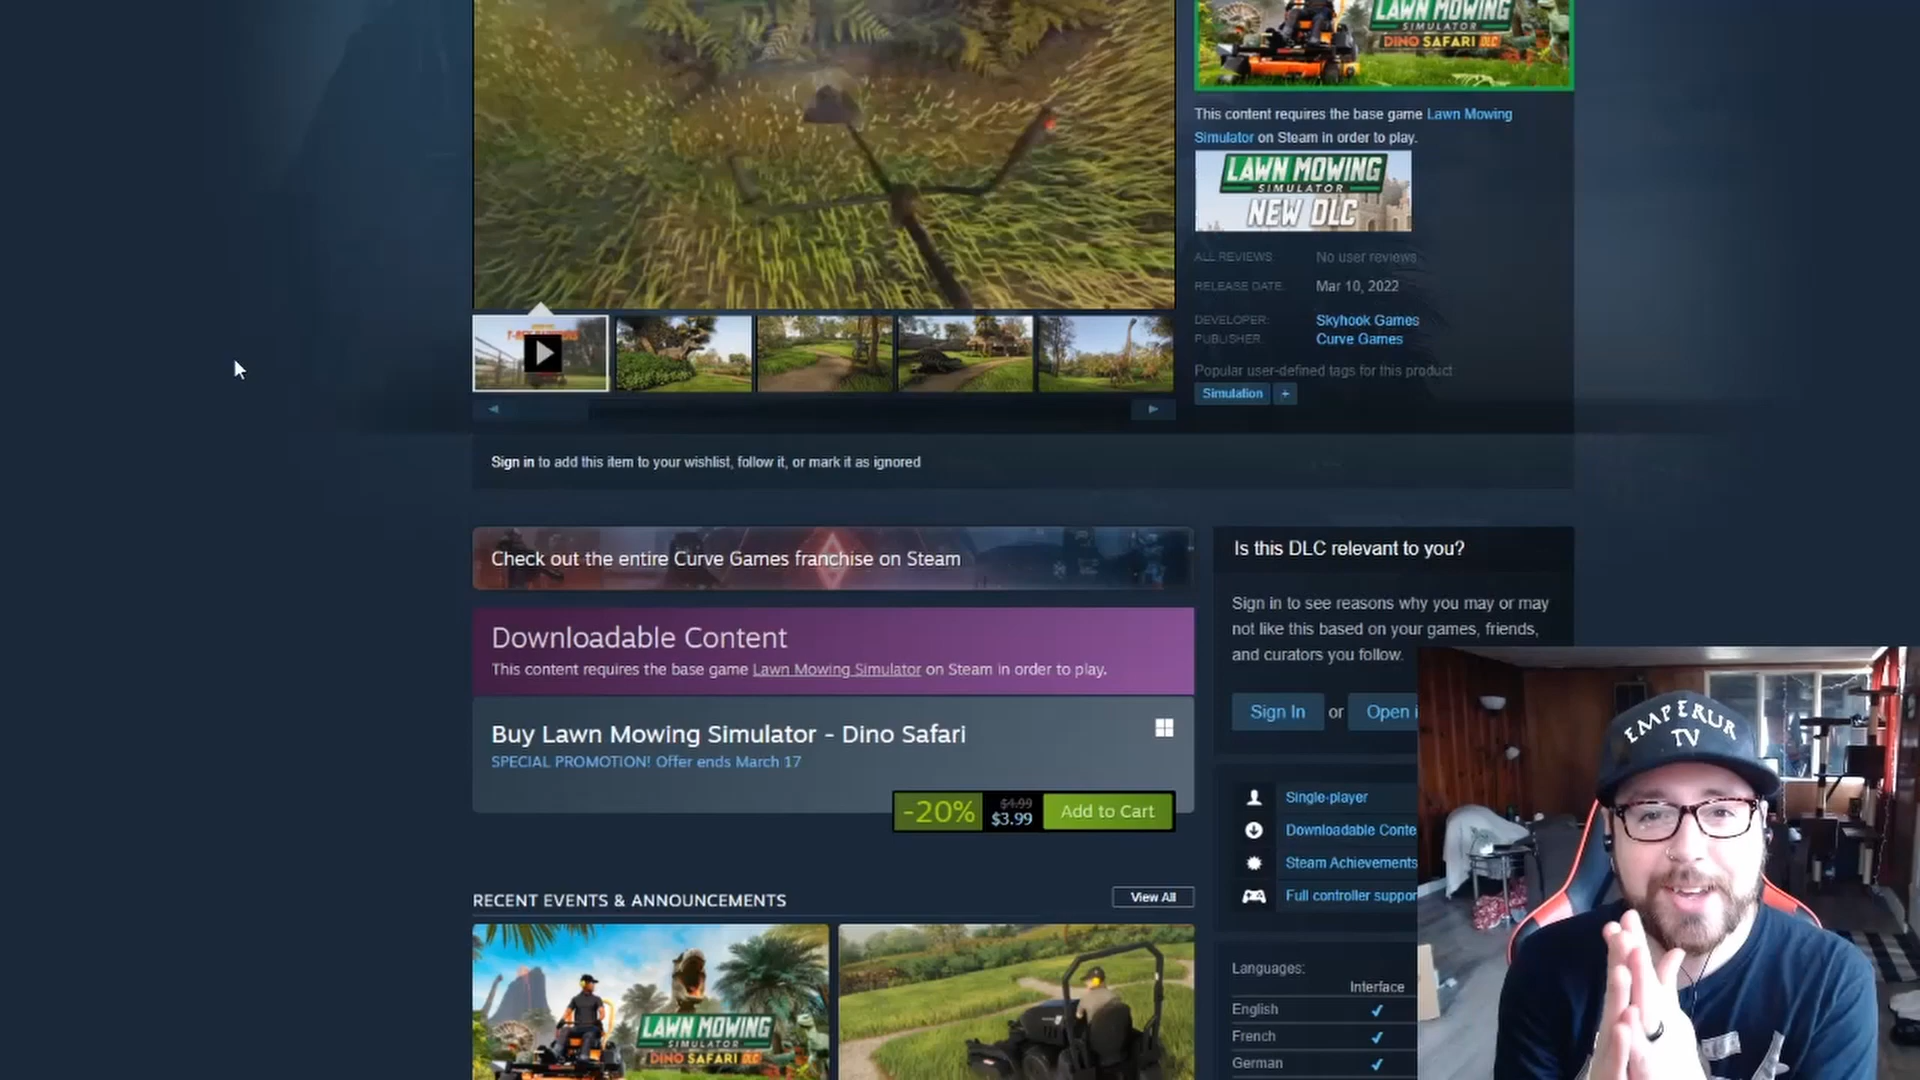 LAWN MOWING
SIMULATOR
DINO SAFARI DLC
This content requires the base game Lawn Mowing
Simulator on Steam in order to play.
LAWN MOWING
SIMULATOR
NEW DLC
ALL REVIEWS:
No user reviews
RELEASE DATE:
Mar 10, 2022
DEVELOPER:
Skyhook Games
PUBLISHER:
Curve Games
Popular user-defined tags for this product
Simulation
+
Sign in to add this item to your wishlist, follow it, or mark it as ignored
Check out the entire Curve Games franchise on Steam
Is this DLC relevant to you?
Sign in to see reasons why you may or may
not like this based on your games, friends,
and curators you follow.
Sign In or Open i
Downloadable Content
This content requires the base game Lawn Mowing Simulator on Steam in order to play.
Buy Lawn Mowing Simulator - Dino Safari
SPECIAL PROMOTION! Offer ends March 17
-20%
$4.99
$3.99
Add to Cart
Single-player
Downloadable Conte
Steam Achievements
Full controller suppor
RECENT EVENTS & ANNOUNCEMENTS
View All
LAWN MOWING
SIMULATOR
DINO SAFARI DLC
Languages:
Interface
English
French
German
EMPERUR
TV